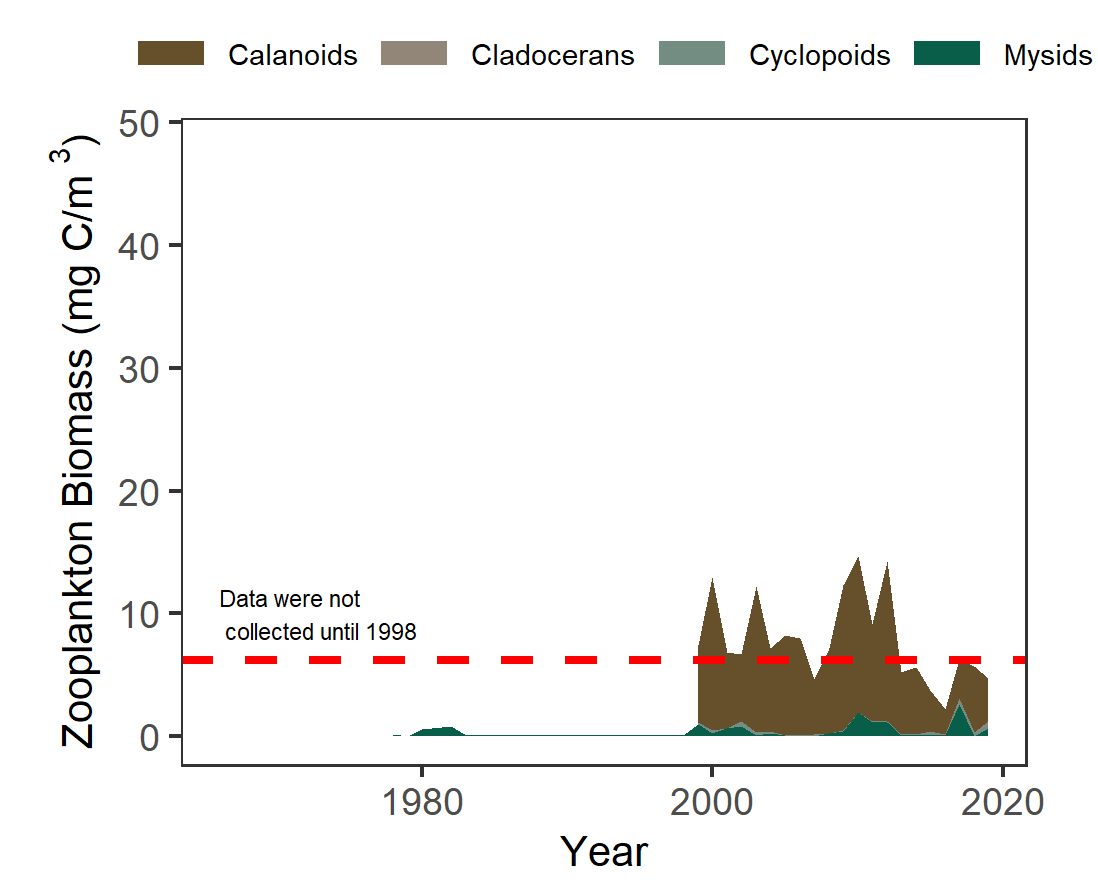 Calanoids Cladocerans Cyclopoids Mysids
50
40
30
20
10
0
Zooplankton Biomass (mg C/m ³)
Data were not
collected until 1998
1980 2000 2020
Year